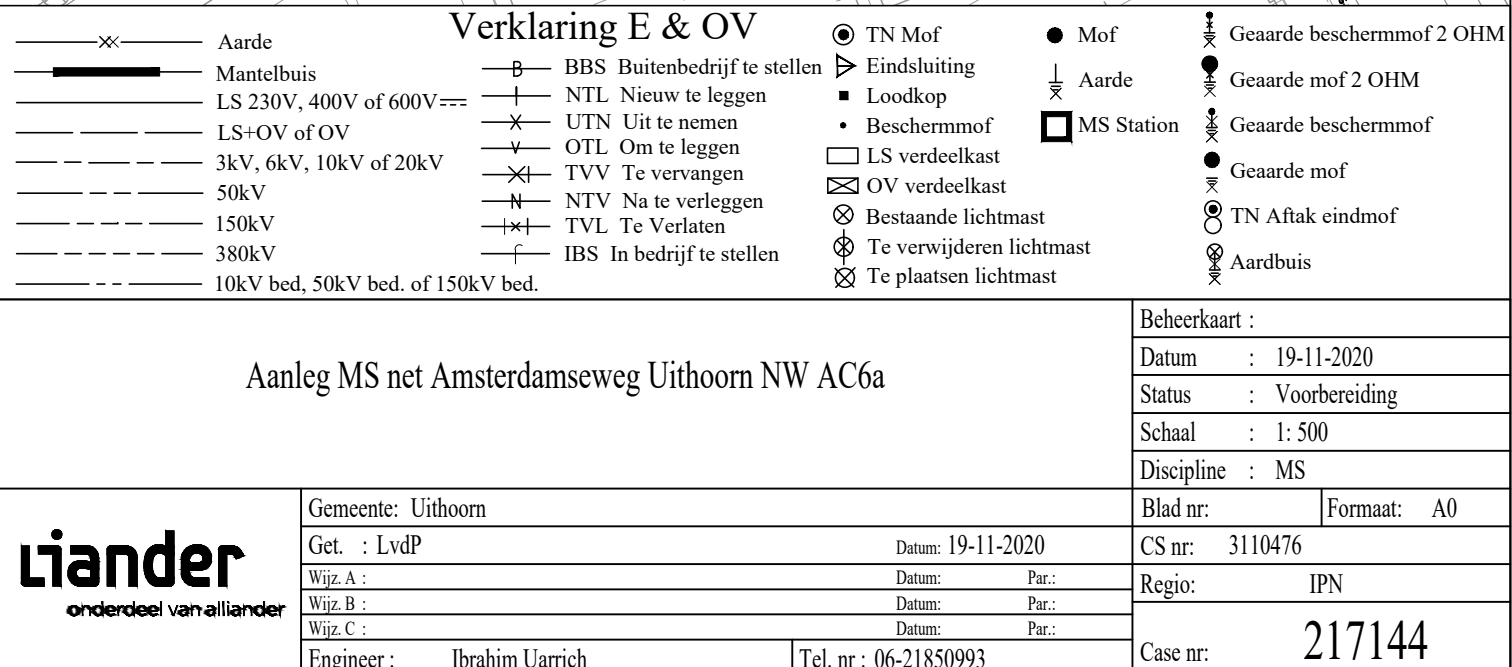 Verklaring E & OV
Aarde
Mantelbuis
LS 230V, 400V of 600V
LS+OV of OV
3kV, 6kV, 10kV of 20kV
50kV
150kV
380kV
10kV bed, 50kV bed. of 150kV bed.
B BBS Buitenbedrijf te stellen
NTL Nieuw te leggen
UTN Uit te nemen
OTL Om te leggen
TVV Te vervangen
N NTV Na te verleggen
TVL Te Verlaten
IBS In bedrijf te stellen
TN Mof
Eindsluiting
Loodkop
Beschermmof
LS verdeelkast
OV verdeelkast
Bestaande lichtmast
Te verwijderen lichtmast
Te plaatsen lichtmast
Mof
Aarde
MS Station
Geaarde beschermmof 2 OHM
Geaarde mof 2 OHM
Geaarde beschermmof
Geaarde mof
TN Aftak eindmof
Aardbuis
Aanleg MS net Amsterdamseweg Uithoorn NW AC6a
Beheerkaart :
Datum : 19-11-2020
Status : Voorbereiding
Schaal : 1: 500
Discipline : MS
Blad nr: Formaat: A0
CS nr: 3110476
Regio: IPN
Case nr: 217144
Liander
onderdeel van alliander
Gemeente: Uithoorn
Get. : LvdP Datum: 19-11-2020
Wijz. A : Datum: Par.:
Wijz. B : Datum: Par.:
Wijz. C : Datum: Par.:
Engineer : Ibrahim Uarrich Tel. nr : 06-21850993